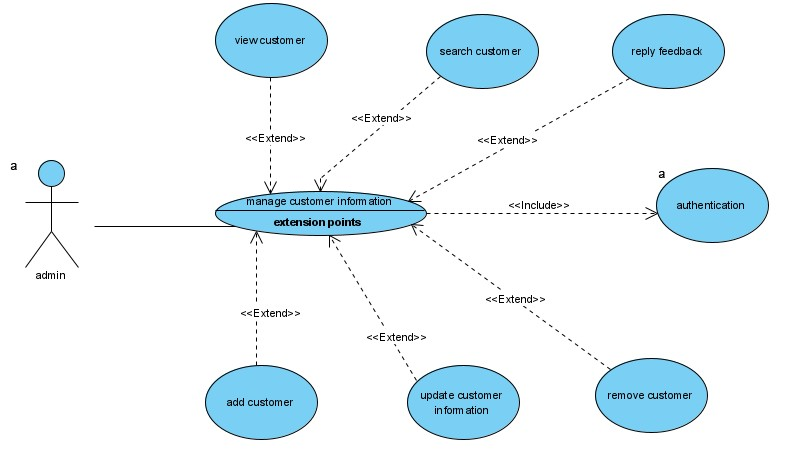 view customer
search customer
reply feedback
<<Extend>>
<<Extend>>
<<Extend>>
a
a
manage customer information
extension points
<<Include>>
authentication
admin
<<Extend>>
<<Extend>>
<<Extend>>
add customer
update customer
information
remove customer